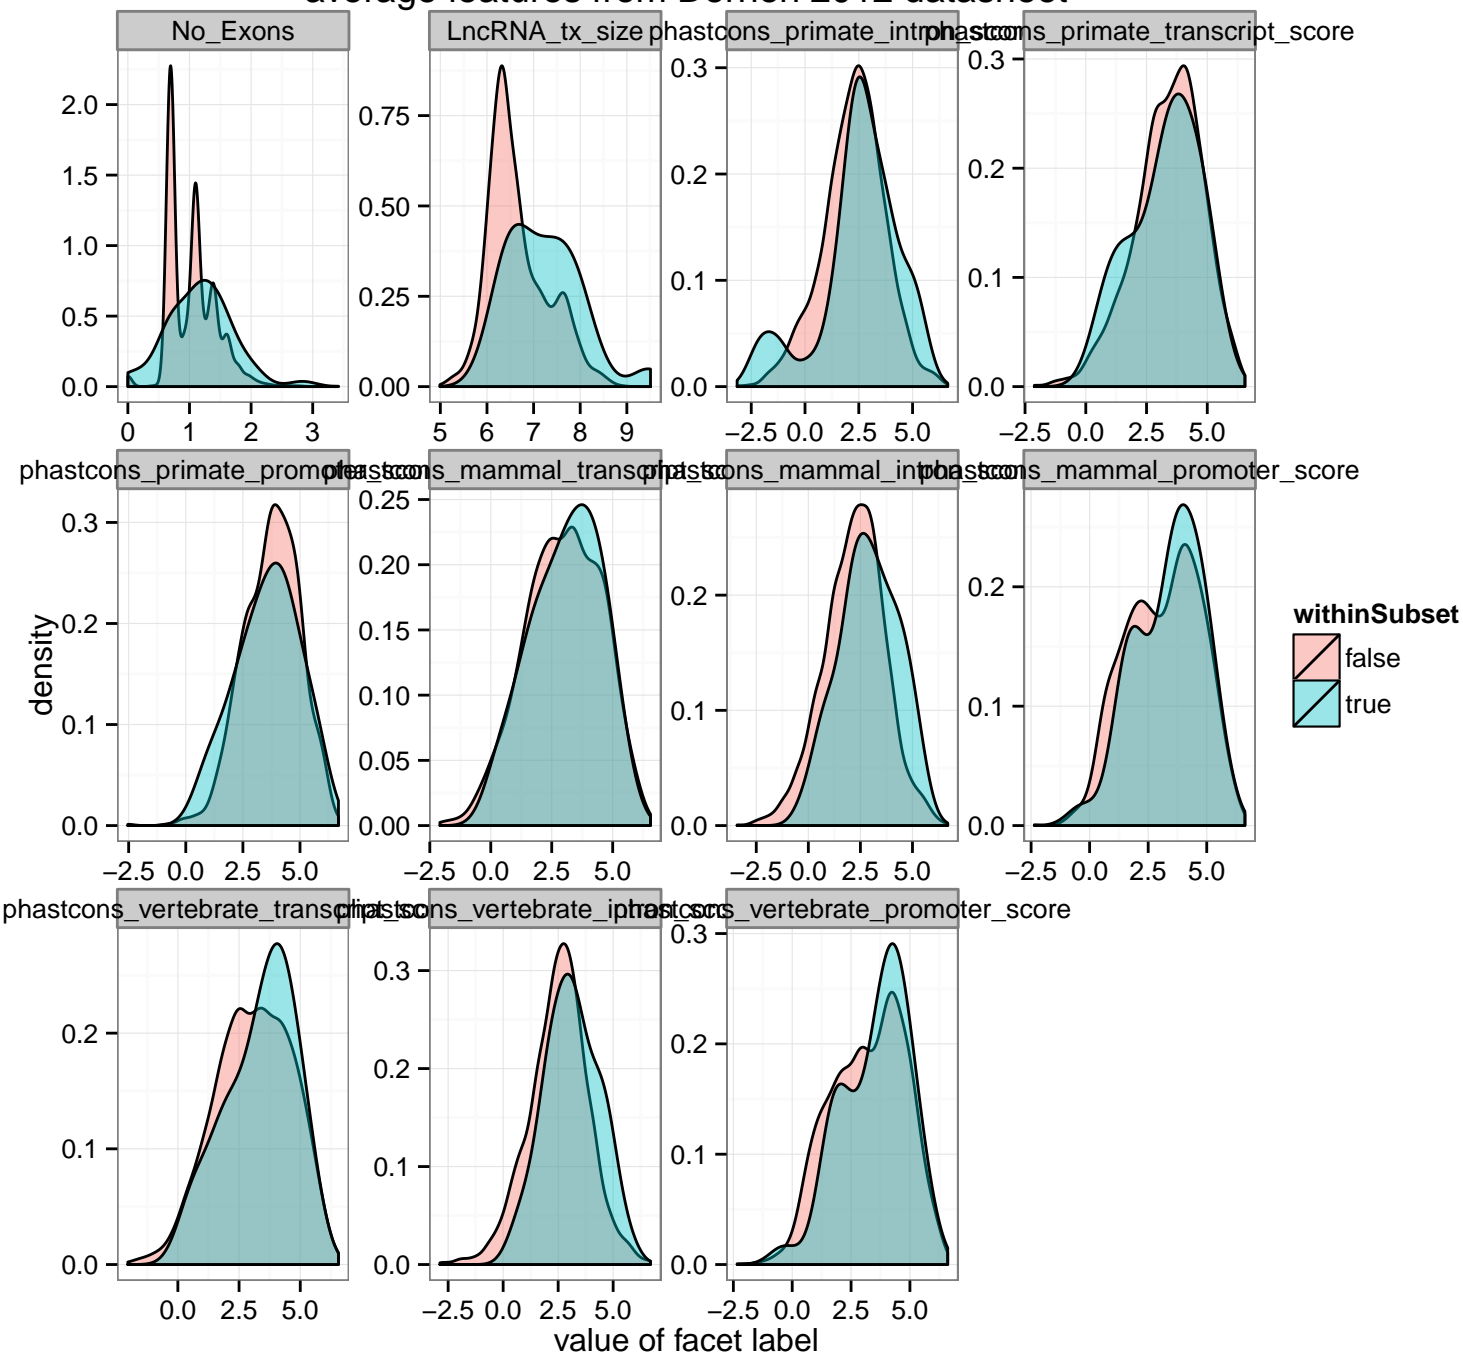 average features from Derrien 2012 datasheet
No_Exons
LncRNA_tx_size
phastcons_primate_transcript_score
2.0
1.5
1.0
0.5
0.0
0 1 2 3
0.75
0.50
0.25
0.00
5 6 7 8 9
0.3
0.2
0.1
0.0
−2.5 0.0 2.5 5.0
0.3
0.2
0.1
0.0
−2.5 0.0 2.5 5.0
phastcons_mammal_promoter_score
density
0.3
0.2
0.1
0.0
−2.5 0.0 2.5 5.0
0.25
0.20
0.15
0.10
0.05
0.00
−2.5 0.0 2.5 5.0
0.2
0.1
0.0
−2.5 0.0 2.5 5.0
0.2
0.1
0.0
−2.5 0.0 2.5 5.0
withinSubset
false
true
phastcons_vertebrate_promoter_score
0.2
0.1
0.0
0.0 2.5 5.0
0.3
0.2
0.1
0.0
−2.5 0.0 2.5 5.0
0.3
0.2
0.1
0.0
−2.5 0.0 2.5 5.0
value of facet label